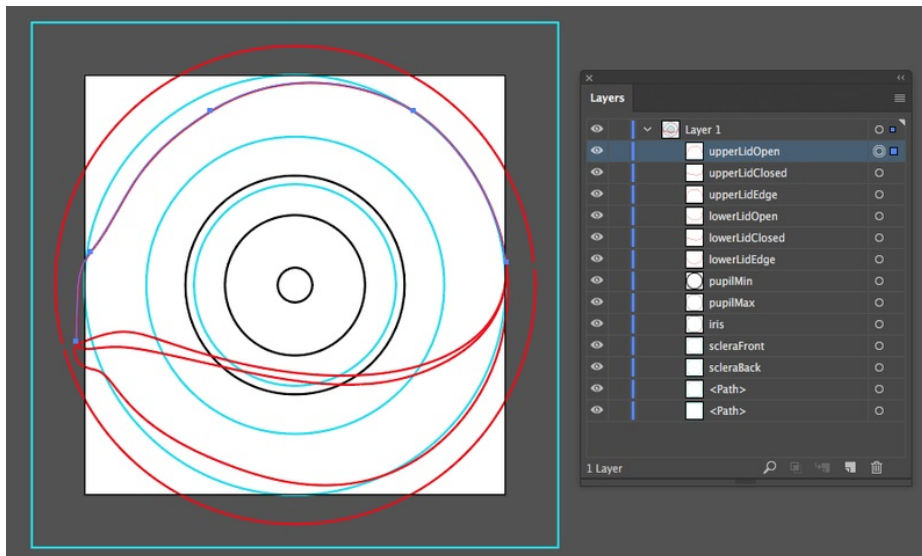 Layers
Layer 1
upperLidOpen
upperLidClosed
upperLidEdge
lowerLidOpen
lowerLidClosed
lowerLidEdge
pupilMin
pupilMax
iris
scleraFront
scleraBack
<Path>
<Path>
1 Layer